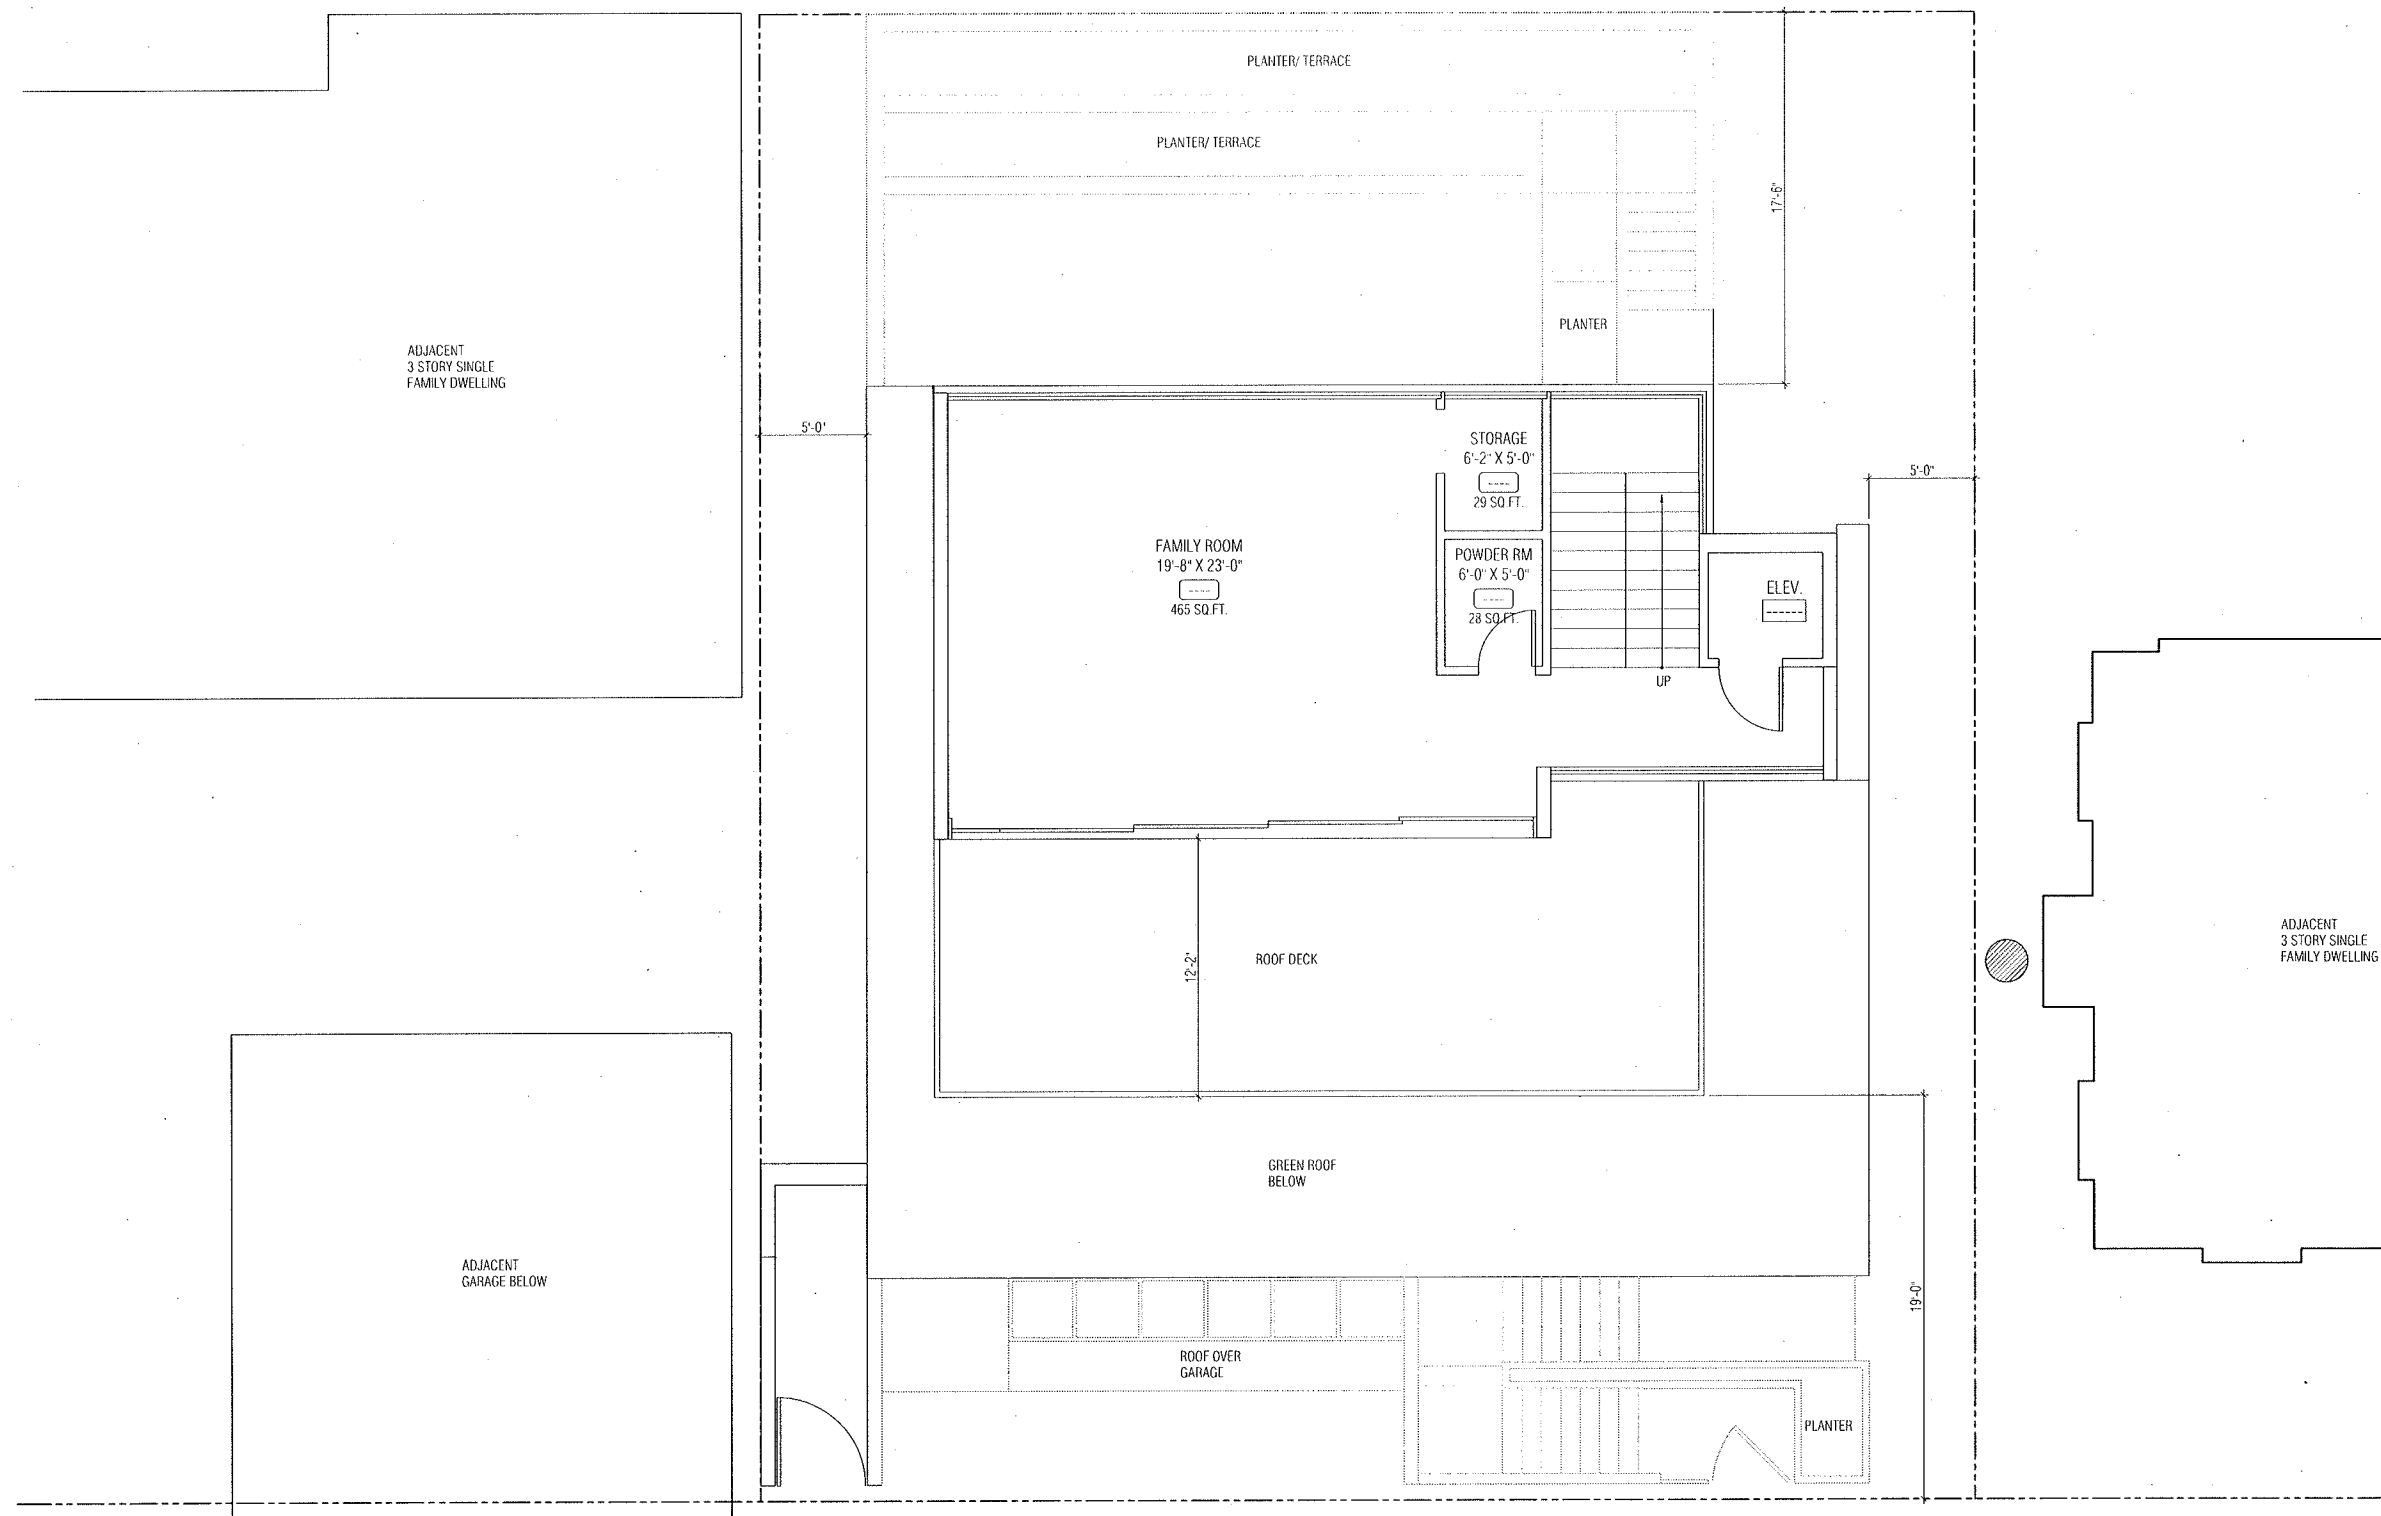 PLANTER/ TERRACE
PLANTER/ TERRACE
17'-6"
PLANTER
ADJACENT
3 STORY SINGLE
FAMILY DWELLING
5'-0"
STORAGE
6'-2" X 5'-0"
----
29 SQ.FT.
5'-0"
FAMILY ROOM
19'-8" X 23'-0"
----
465 SQ.FT.
POWDER RM
6'-0" X 5'-0"
----
28 SQ.FT.
ELEV.
------
UP
ADJACENT
3 STORY SINGLE
FAMILY DWELLING
12'-2"
ROOF DECK
GREEN ROOF
BELOW
ADJACENT
GARAGE BELOW
19'-0"
ROOF OVER
GARAGE
PLANTER